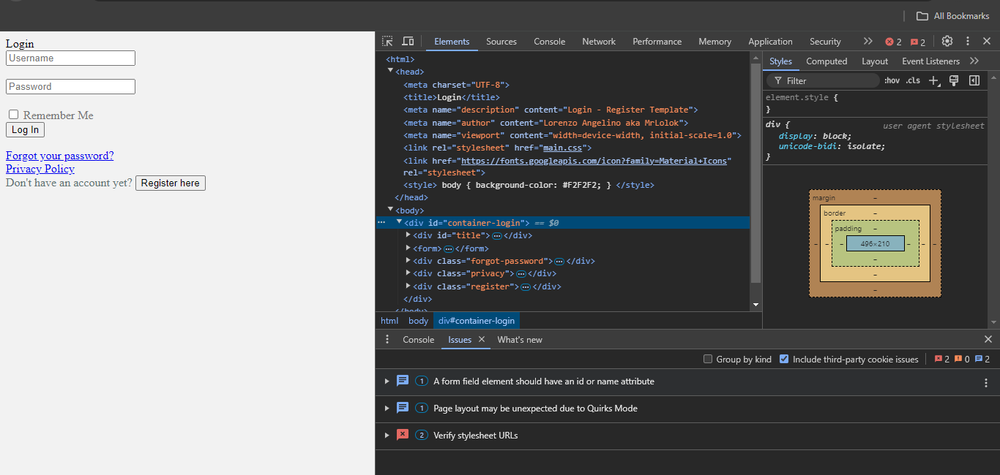 All Bookmarks
Login
Username
Password
Remember Me
Log In
Forgot your password?
Privacy Policy
Don't have an account yet? Register here
Elements Sources Console Network Performance Memory Application Security 2 2
<html>
<head>
<meta charset="UTF-8">
<title>Login</title>
<meta name="description" content="Login - Register Template">
<meta name="author" content="Lorenzo Angelino aka MrLolok">
<meta name="viewport" content="width=device-width, initial-scale=1.0">
<link rel="stylesheet" href="main.css">
<link href="https://fonts.googleapis.com/icon?family=Material+Icons"
rel="stylesheet">
<style> body { background-color: #F2F2F2; } </style>
</head>
<body>
<div id="container-login"> == $0
<div id="title">…</div>
<form>…</form>
<div class="forgot-password">…</div>
<div class="privacy">…</div>
<div class="register">…</div>
</div>
</body>
html body div#container-login
Styles Computed Layout Event Listeners
Filter :hov .cls
element.style {
}
div { user agent stylesheet
display: block;
unicode-bidi: isolate;
}
margin –
border –
padding –
– – – 496×210 – – –
–
–
–
Console Issues What's new
Group by kind Include third-party cookie issues 2 0 2
1 A form field element should have an id or name attribute
1 Page layout may be unexpected due to Quirks Mode
2 Verify stylesheet URLs